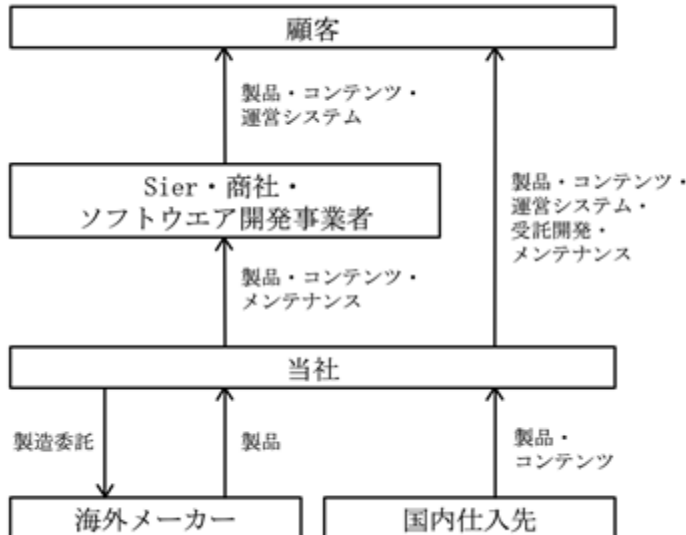 顧客
製品・コンテンツ・
運営システム
Sier・商社・
ソフトウエア開発事業者
製品・コンテンツ・
運営システム・
受託開発・
メンテナンス
製品・コンテンツ・
メンテナンス
当社
製造委託
製品
製品・
コンテンツ
海外メーカー
国内仕入先